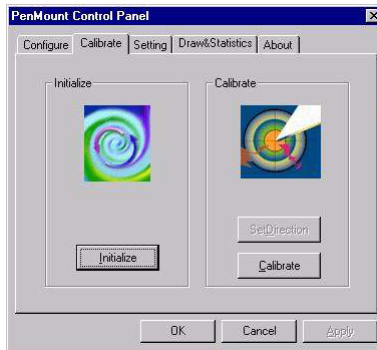 PenMount Control Panel
Configure Calibrate Setting Draw&Statistics About
Initialize Calibrate
SetDirection
Initialize
Calibrate
OK Cancel Apply